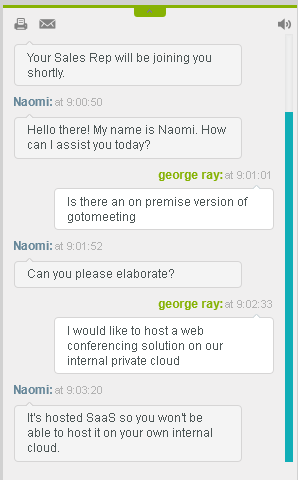 Your Sales Rep will be joining you
shortly.
Naomi: at 9:00:50
Hello there! My name is Naomi. How
can I assist you today?
george ray: at 9:01:01
Is there an on premise version of
gotomeeting
Naomi: at 9:01:52
Can you please elaborate?
george ray: at 9:02:33
I would like to host a web
conferencing solution on our
internal private cloud
Naomi: at 9:03:20
It's hosted SaaS so you won't be
able to host it on your own internal
cloud.